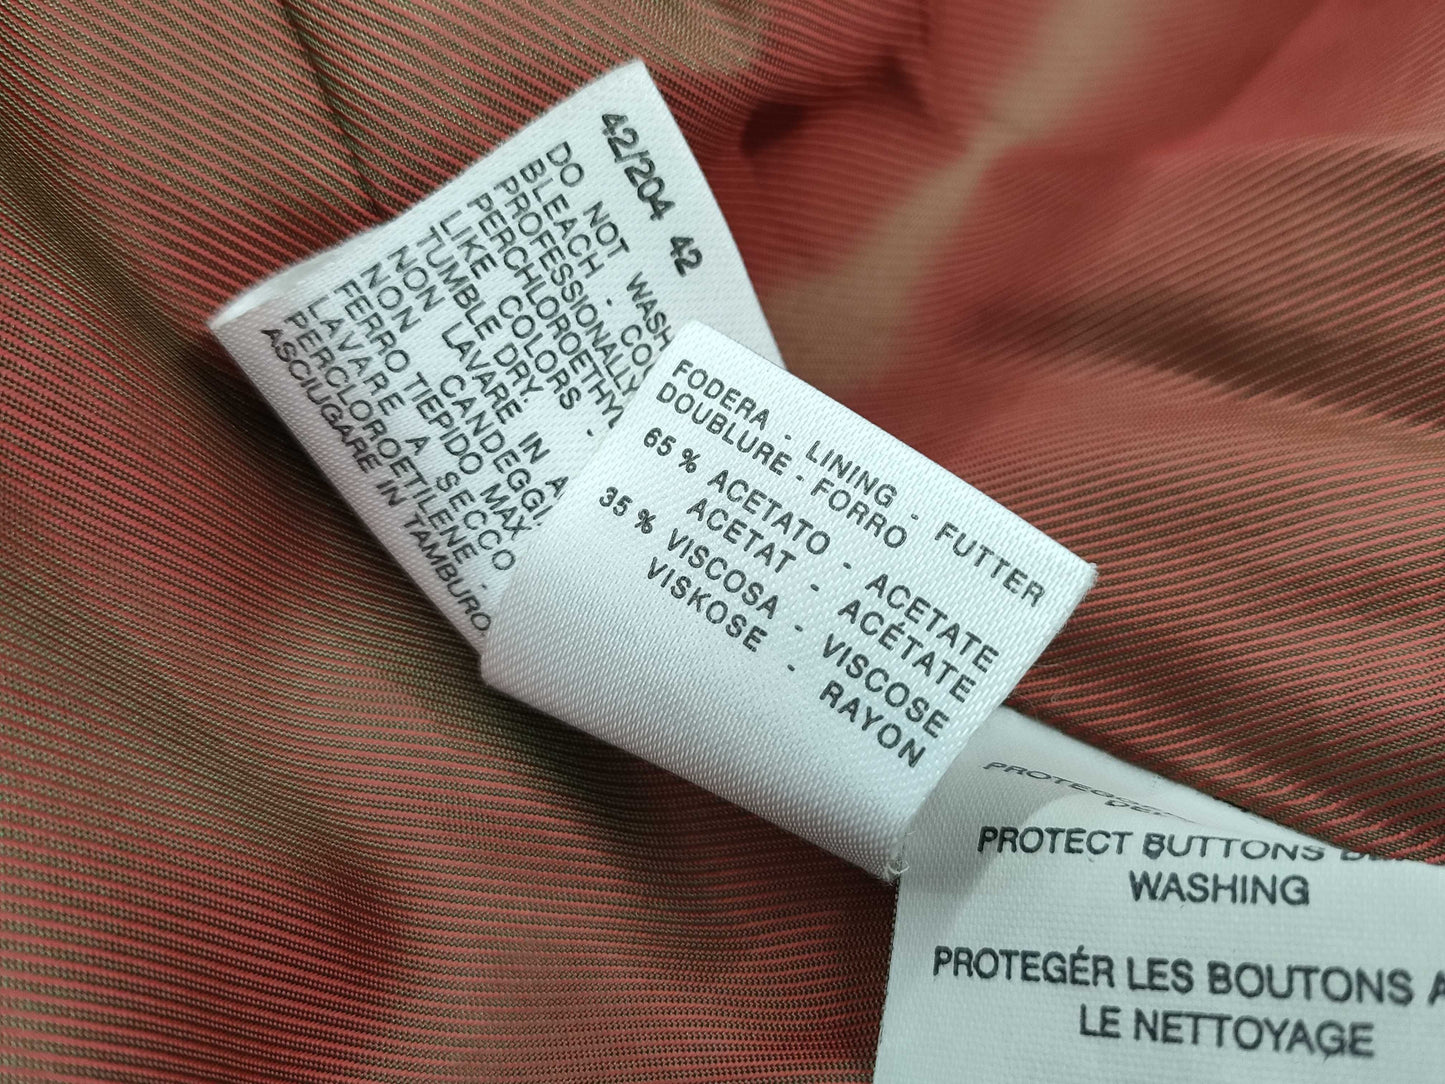 42/204 42
DO NOT WASH
BLEACH - COO
PROFESSIONALLY
PERCHLOROETHY
LIKE COLORS -
TUMBLE DRY.
NON LAVARE IN A
NON CANDEGGI
FERRO TIEPIDO MAX
LAVARE A SECCO
PERCLOROETILENE -
ASCIUGARE IN TAMBURO.
FODERA - LINING - FUTTER
DOUBLURE - FORRO
65 % ACETATO - ACETATE
ACETAT - ACÉTATE
35 % VISCOSA - VISCOSE
VISKOSE - RAYON
PROTECT BUTTONS
WASHING
PROTEGÉR LES BOUTONS A
LE NETTOYAGE